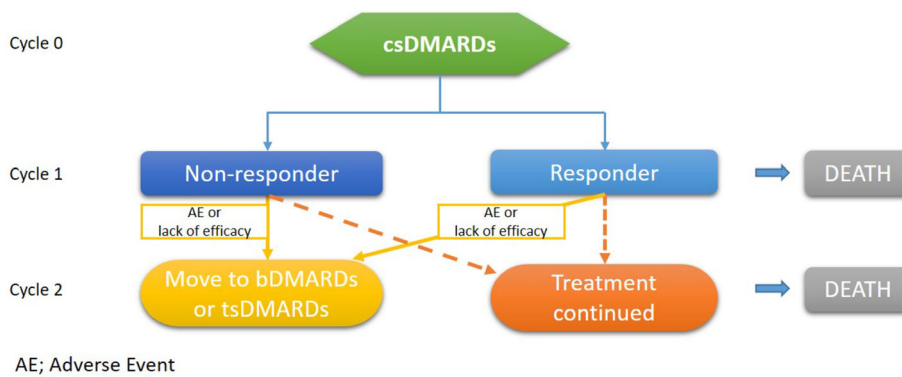 Cycle 0
csDMARDs
Cycle 1
Non-responder
Responder
DEATH
AE or
lack of efficacy
AE or
lack of efficacy
Cycle 2
Move to bDMARDs
or tsDMARDs
Treatment
continued
DEATH
AE; Adverse Event